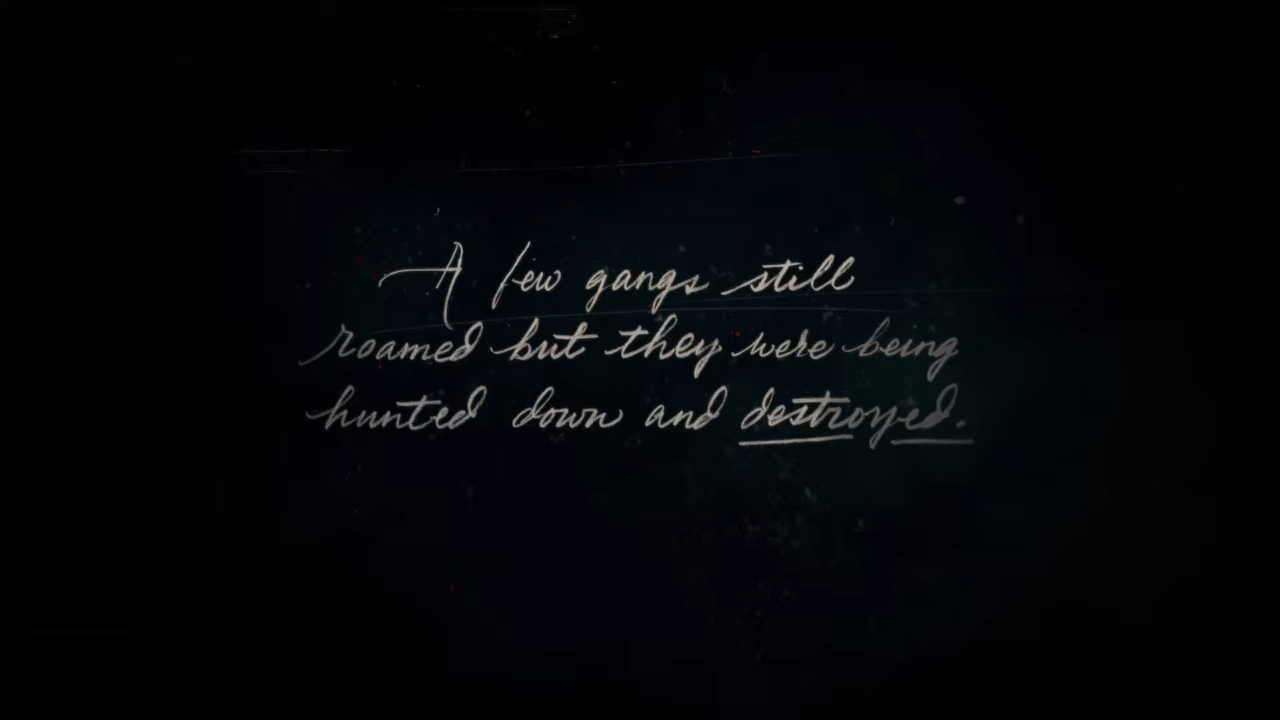 A few gangs still
roamed but they were being
hunted down and destroyed.